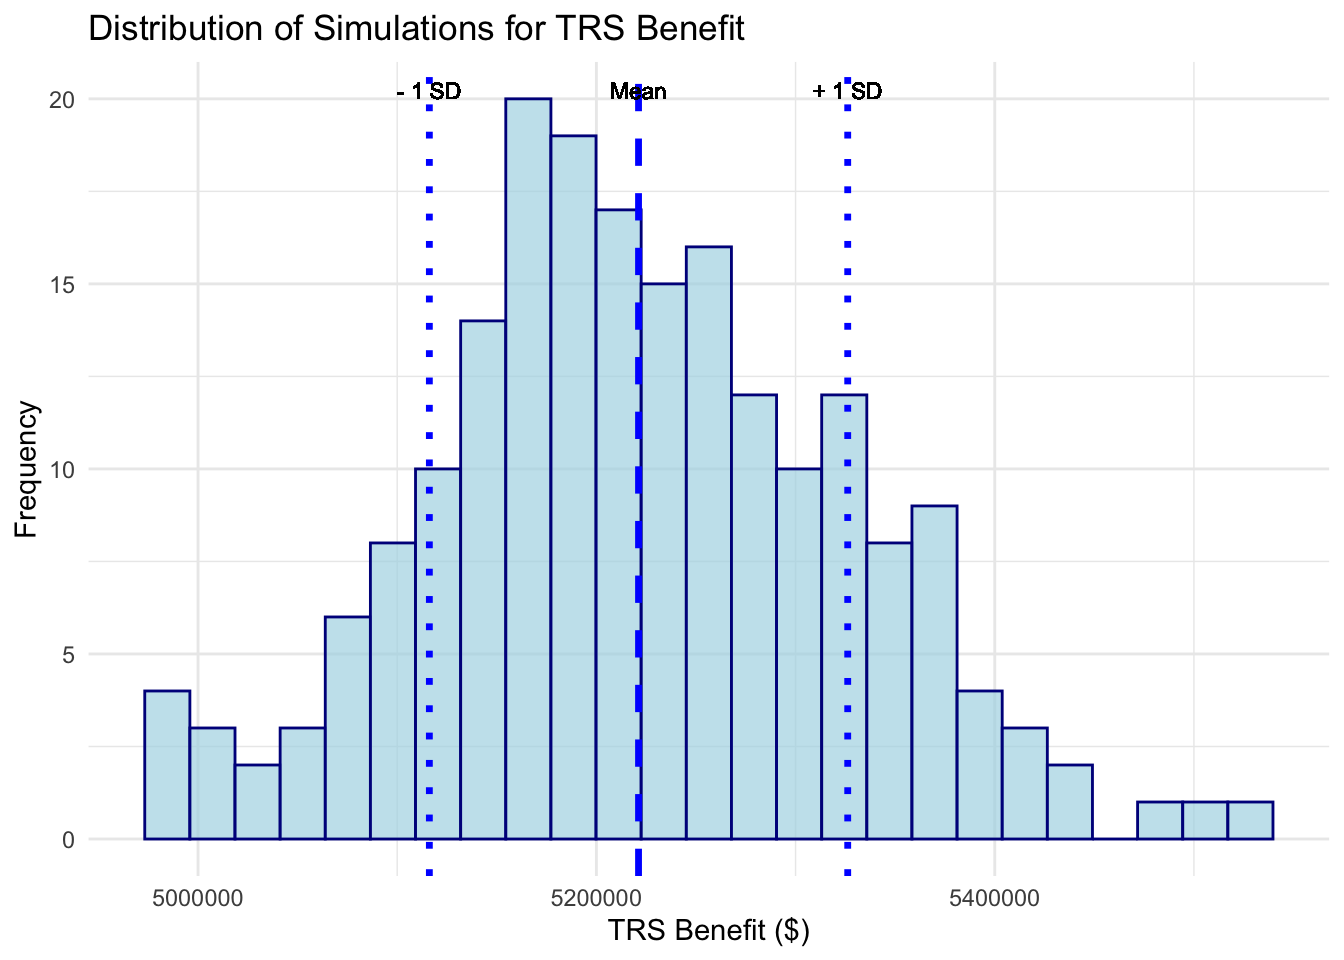 Distribution of Simulations for TRS Benefit
- 1 SD
Mean
+ 1 SD
20
15
10
5
0
Frequency
5000000
5200000
5400000
TRS Benefit ($)